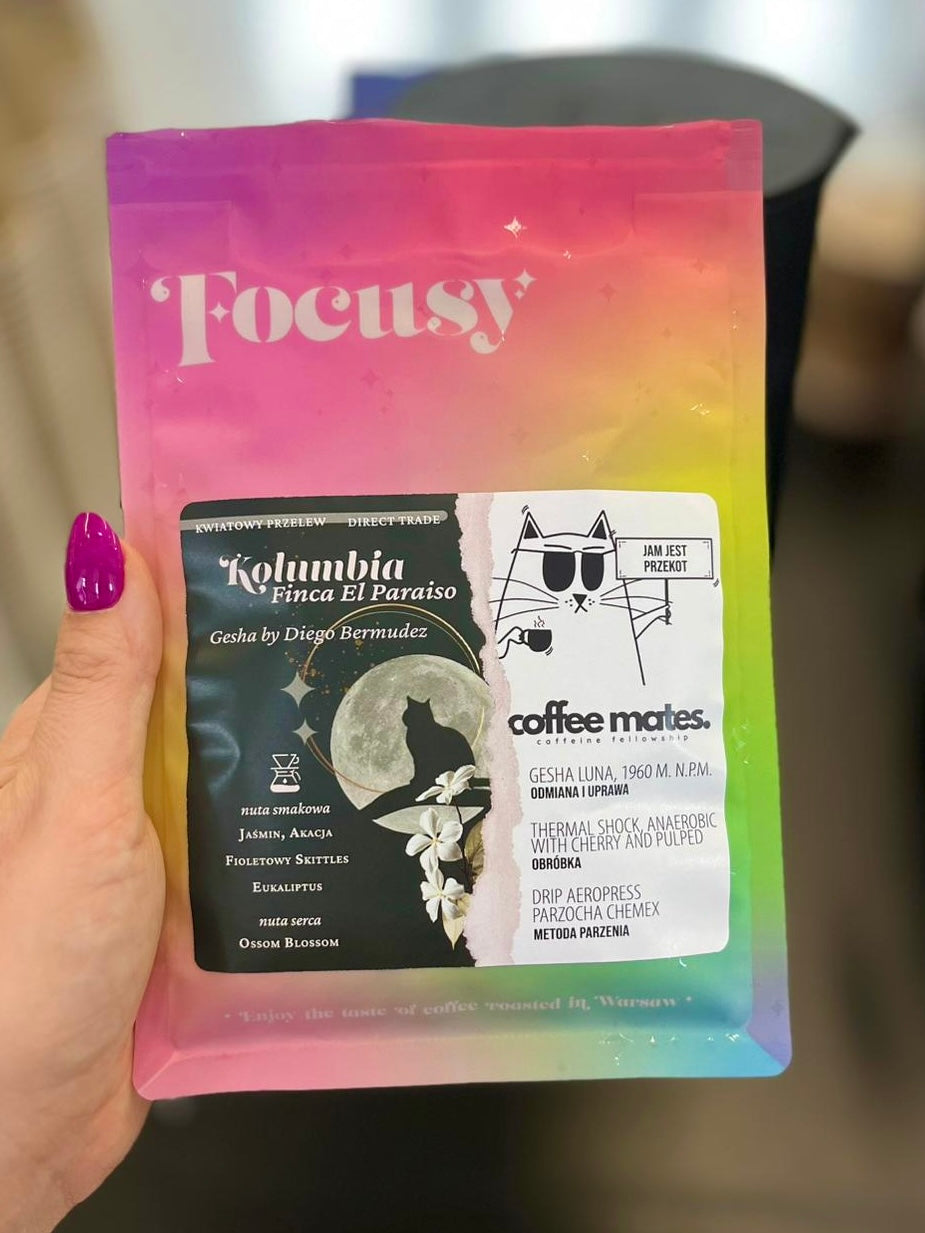 Focusy
KWIATOWY PRZELEW DIRECT TRADE
Kolumbia
Finca El Paraiso
Gesha by Diego Bermudez
nuta smakowa
Jaśmin, Akacja
Fioletowy Skittles
Eukaliptus
nuta serca
Ossom Blossom
JAM JEST
PRZEKOT
coffee mates.
caffeine fellowship
GESHA LUNA, 1960 M. N.P.M.
ODMIANA I UPRAWA
THERMAL SHOCK, ANAEROBIC
WITH CHERRY AND PULPED
OBRÓBKA
DRIP AEROPRESS
PARZOCHA CHEMEX
METODA PARZENIA
• Enjoy the taste of coffee roasted in Warsaw •